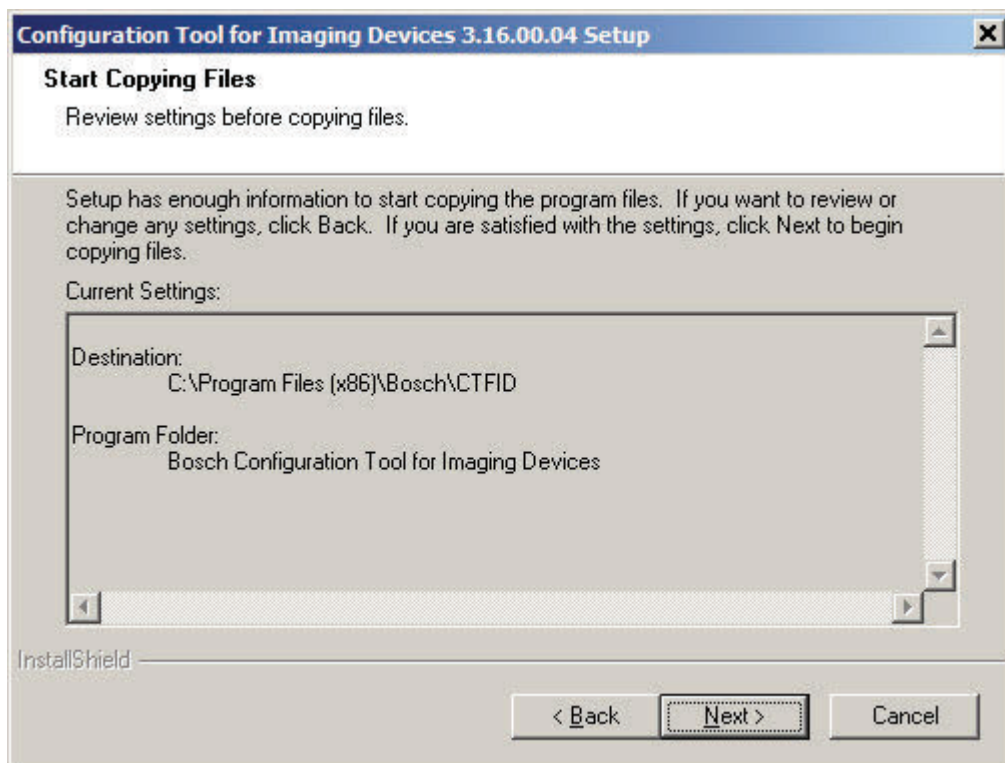 Configuration Tool for Imaging Devices 3.16.00.04 Setup
Start Copying Files
Review settings before copying files.
Setup has enough information to start copying the program files.  If you want to review or
change any settings, click Back.  If you are satisfied with the settings, click Next to begin
copying files.
Current Settings:
Destination:
C:\Program Files (x86)\Bosch\CTFID
Program Folder:
Bosch Configuration Tool for Imaging Devices
InstallShield
< Back
Next >
Cancel